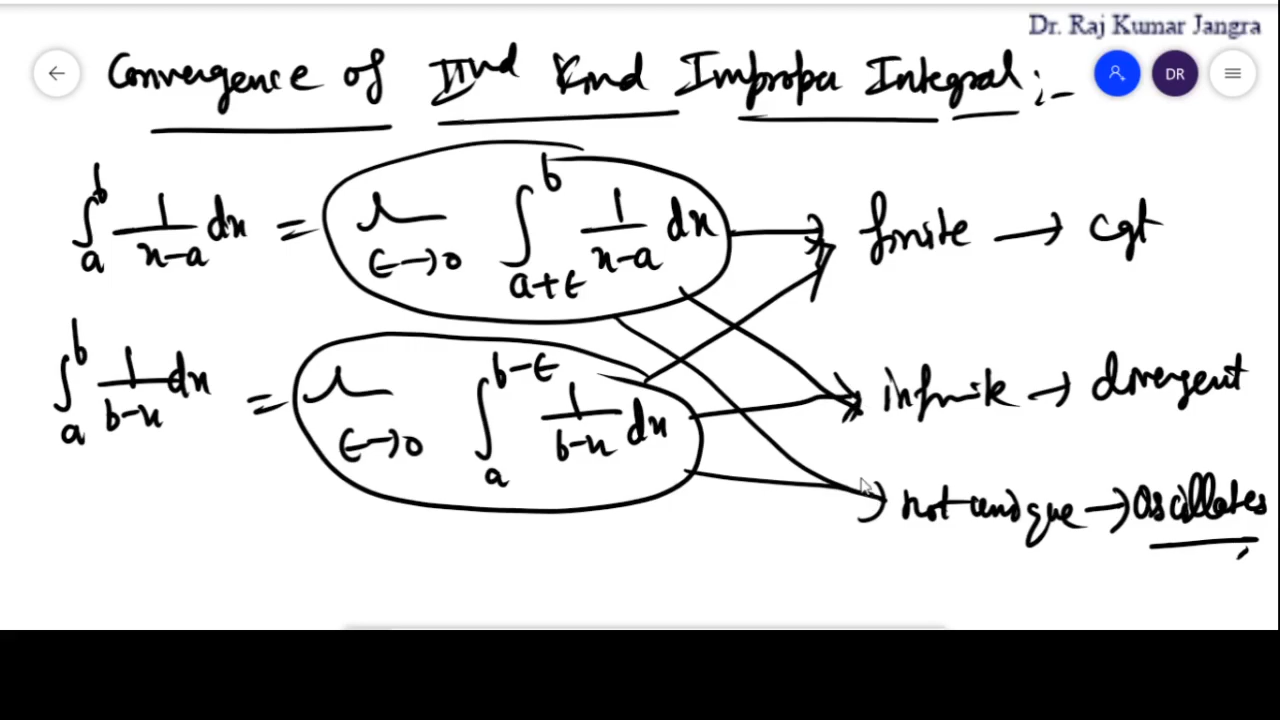 Dr. Raj Kumar Jangra
DR
Convergence of IInd Kind Improper Integral :-
∫_a^b 1/(x-a) dx = lt_{ε→0} ∫_{a+ε}^b 1/(x-a) dx → finite → cgt
∫_a^b 1/(b-x) dx = lt_{ε→0} ∫_a^{b-ε} 1/(b-x) dx → infinite → divergent
→ not unique → Oscillates,